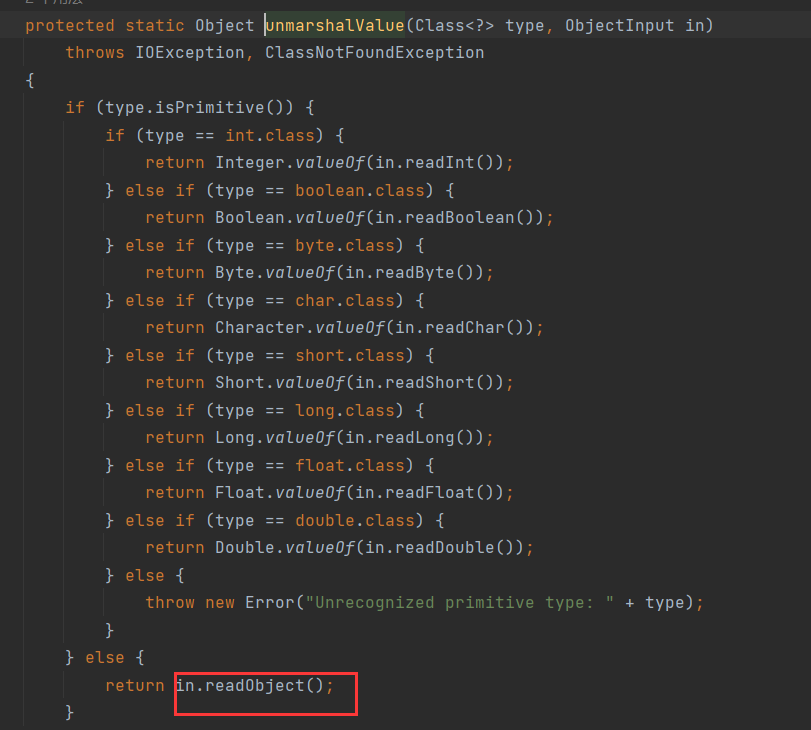 protected static Object unmarshalValue(Class<?> type, ObjectInput in)
    throws IOException, ClassNotFoundException
{
    if (type.isPrimitive()) {
        if (type == int.class) {
            return Integer.valueOf(in.readInt());
        } else if (type == boolean.class) {
            return Boolean.valueOf(in.readBoolean());
        } else if (type == byte.class) {
            return Byte.valueOf(in.readByte());
        } else if (type == char.class) {
            return Character.valueOf(in.readChar());
        } else if (type == short.class) {
            return Short.valueOf(in.readShort());
        } else if (type == long.class) {
            return Long.valueOf(in.readLong());
        } else if (type == float.class) {
            return Float.valueOf(in.readFloat());
        } else if (type == double.class) {
            return Double.valueOf(in.readDouble());
        } else {
            throw new Error("Unrecognized primitive type: " + type);
        }
    } else {
        return in.readObject();
    }